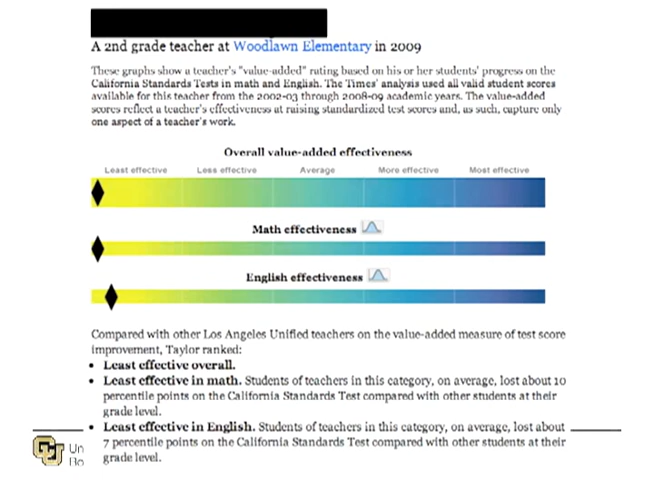 A 2nd grade teacher at Woodlawn Elementary in 2009
These graphs show a teacher's "value-added" rating based on his or her students' progress on the
California Standards Tests in math and English. The Times' analysis used all valid student scores
available for this teacher from the 2002-03 through 2008-09 academic years. The value-added
scores reflect a teacher's effectiveness at raising standardized test scores and, as such, capture only
one aspect of a teacher's work.
Overall value-added effectiveness
Least effective Less effective Average More effective Most effective
Math effectiveness
English effectiveness
Compared with other Los Angeles Unified teachers on the value-added measure of test score
improvement, Taylor ranked:
• Least effective overall.
• Least effective in math. Students of teachers in this category, on average, lost about 10
percentile points on the California Standards Test compared with other students at their
grade level.
• Least effective in English. Students of teachers in this category, on average, lost about
7 percentile points on the California Standards Test compared with other students at their
grade level.
CU
Un